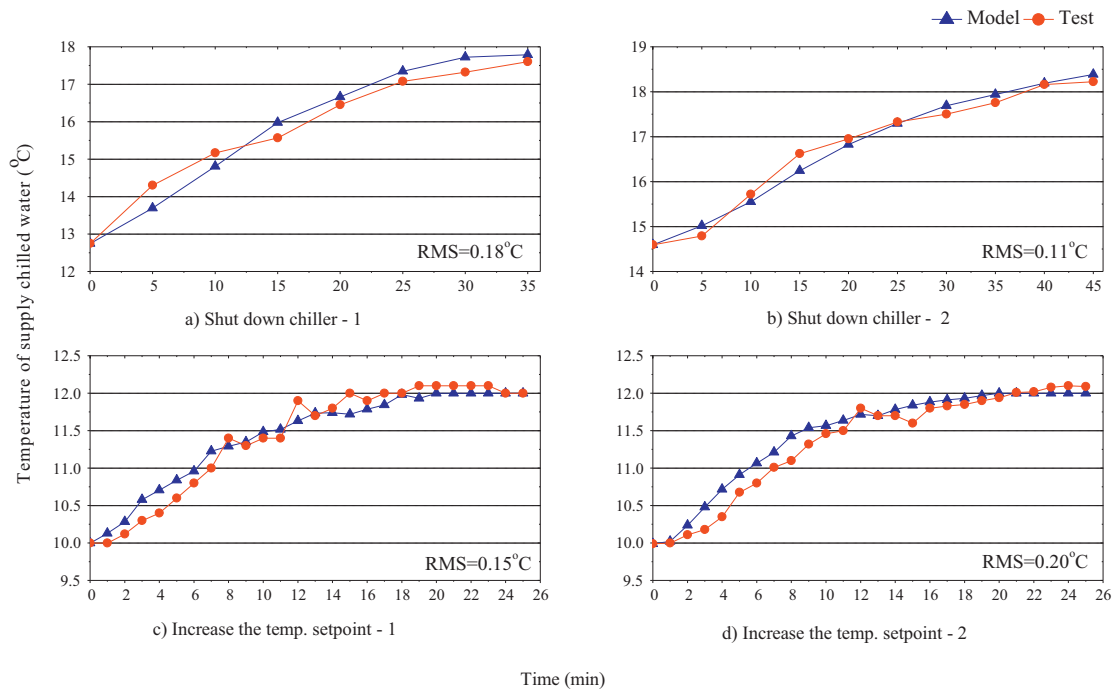 Model Test
Temperature of supply chilled water (°C)
18
17
16
15
14
13
12
0 5 10 15 20 25 30 35
RMS=0.18°C
a) Shut down chiller - 1
19
18
17
16
15
14
0 5 10 15 20 25 30 35 40 45
RMS=0.11°C
b) Shut down chiller - 2
12.5
12.0
11.5
11.0
10.5
10.0
9.5
0 2 4 6 8 10 12 14 16 18 20 22 24 26
RMS=0.15°C
c) Increase the temp. setpoint - 1
12.5
12.0
11.5
11.0
10.5
10.0
9.5
0 2 4 6 8 10 12 14 16 18 20 22 24 26
RMS=0.20°C
d) Increase the temp. setpoint - 2
Time (min)